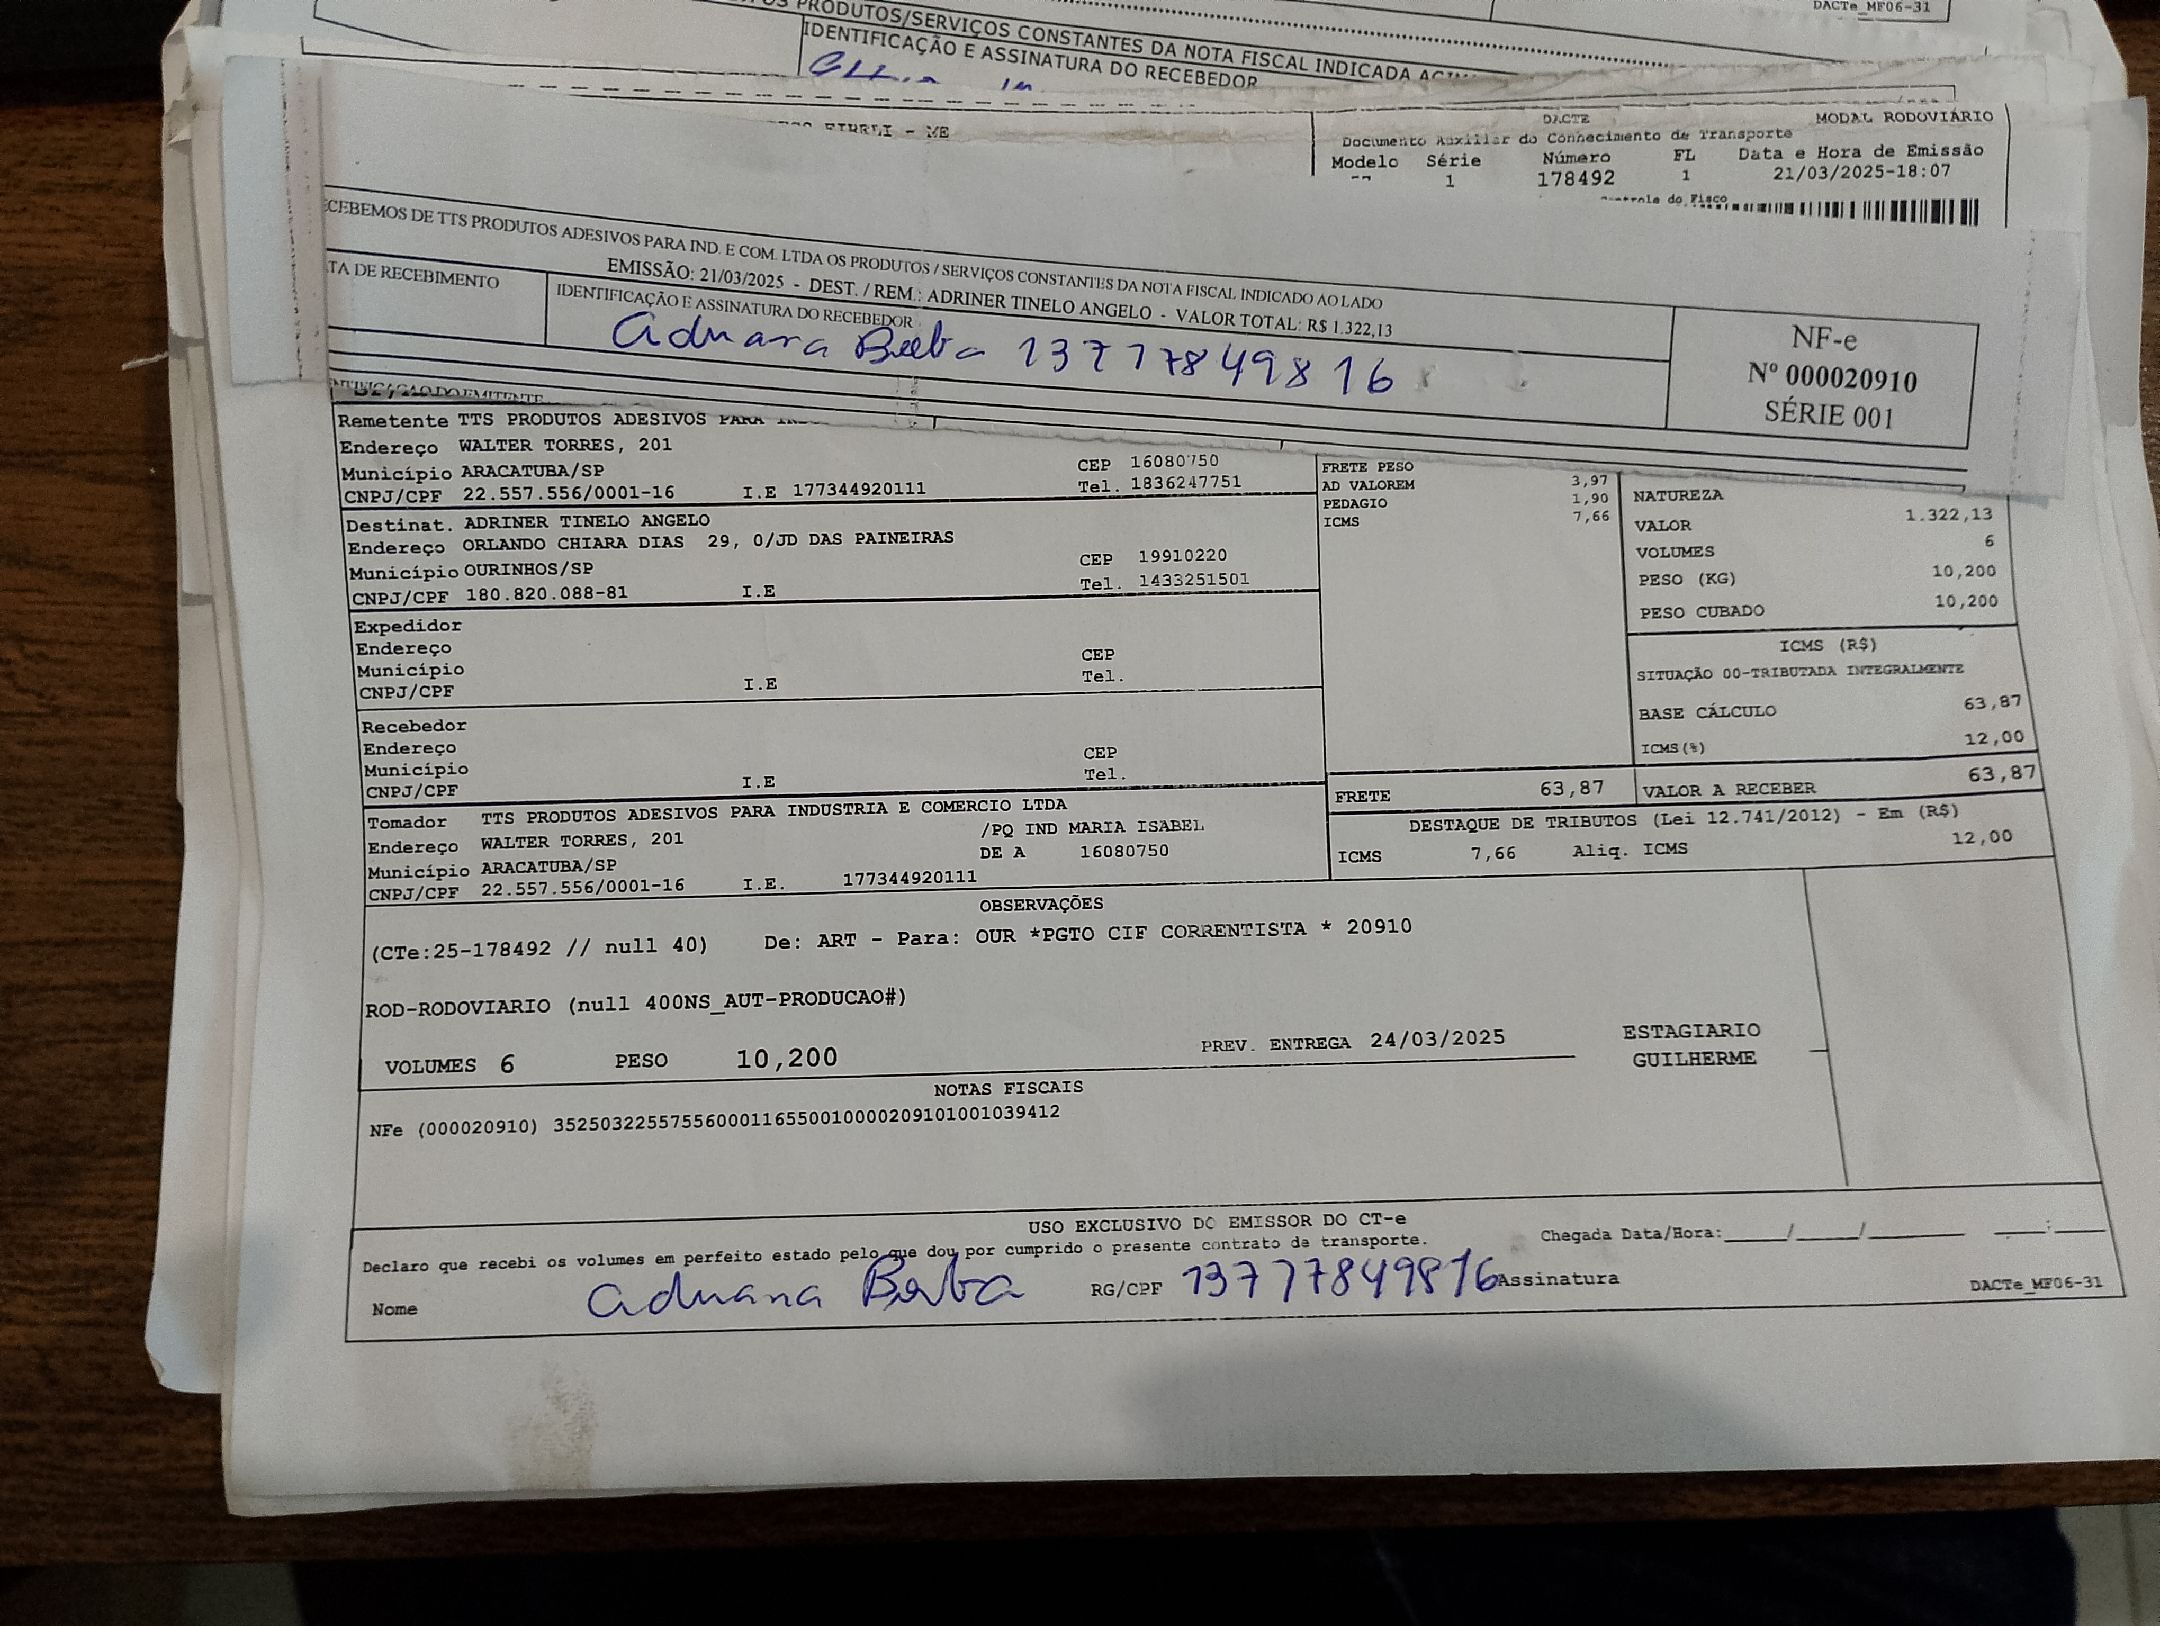 DACTe_MF06-31
PRODUTOS/SERVIÇOS CONSTANTES DA NOTA FISCAL INDICADA
IDENTIFICAÇÃO E ASSINATURA DO RECEBEDOR
EIRELI - ME
DACTE
MODAL RODOVIÁRIO
Documento Auxiliar do Conhecimento de Transporte
Modelo Série Número FL Data e Hora de Emissão
1 178492 1 21/03/2025-18:07
do Fisco
CEBEMOS DE TTS PRODUTOS ADESIVOS PARA IND. E COM. LTDA OS PRODUTOS / SERVIÇOS CONSTANTES DA NOTA FISCAL INDICADO AO LADO
EMISSÃO: 21/03/2025 - DEST. / REM.: ADRINER TINELO ANGELO - VALOR TOTAL: R$ 1.322,13
TA DE RECEBIMENTO
IDENTIFICAÇÃO E ASSINATURA DO RECEBEDOR
13777849816
NF-e
Nº 000020910
SÉRIE 001
Remetente TTS PRODUTOS ADESIVOS PARA
Endereço WALTER TORRES, 201
Município ARACATUBA/SP CEP 16080750
CNPJ/CPF 22.557.556/0001-16 I.E 177344920111 Tel. 1836247751
Destinat. ADRINER TINELO ANGELO
Endereço ORLANDO CHIARA DIAS 29, 0/JD DAS PAINEIRAS
Município OURINHOS/SP CEP 19910220
CNPJ/CPF 180.820.088-81 I.E Tel. 1433251501
Expedidor
Endereço
Município CEP
CNPJ/CPF I.E Tel.
Recebedor
Endereço
Município CEP
CNPJ/CPF I.E Tel.
Tomador TTS PRODUTOS ADESIVOS PARA INDUSTRIA E COMERCIO LTDA
Endereço WALTER TORRES, 201 /PQ IND MARIA ISABEL
Município ARACATUBA/SP DE A 16080750
CNPJ/CPF 22.557.556/0001-16 I.E. 177344920111
FRETE PESO
AD VALOREM 3,97
PEDAGIO 1,90
ICMS 7,66
NATUREZA
VALOR 1.322,13
VOLUMES 6
PESO (KG) 10,200
PESO CUBADO 10,200
ICMS (R$)
SITUAÇÃO 00-TRIBUTADA INTEGRALMENTE
BASE CÁLCULO 63,87
ICMS(%) 12,00
FRETE 63,87 VALOR A RECEBER 63,87
DESTAQUE DE TRIBUTOS (Lei 12.741/2012) - Em (R$)
ICMS 7,66 Aliq. ICMS 12,00
OBSERVAÇÕES
(CTe:25-178492 // null 40) De: ART - Para: OUR *PGTO CIF CORRENTISTA * 20910
ROD-RODOVIARIO (null 400NS_AUT-PRODUCAO#)
VOLUMES 6 PESO 10,200 PREV. ENTREGA 24/03/2025
ESTAGIARIO
GUILHERME
NOTAS FISCAIS
NFe (000020910) 35250322557556000116550010000209101001039412
USO EXCLUSIVO DO EMISSOR DO CT-e
Declaro que recebi os volumes em perfeito estado pelo que dou por cumprido o presente contrato de transporte.
Chegada Data/Hora:____/____/______ ___:___
Nome RG/CPF 13777849816 Assinatura
DACTe_MF06-31